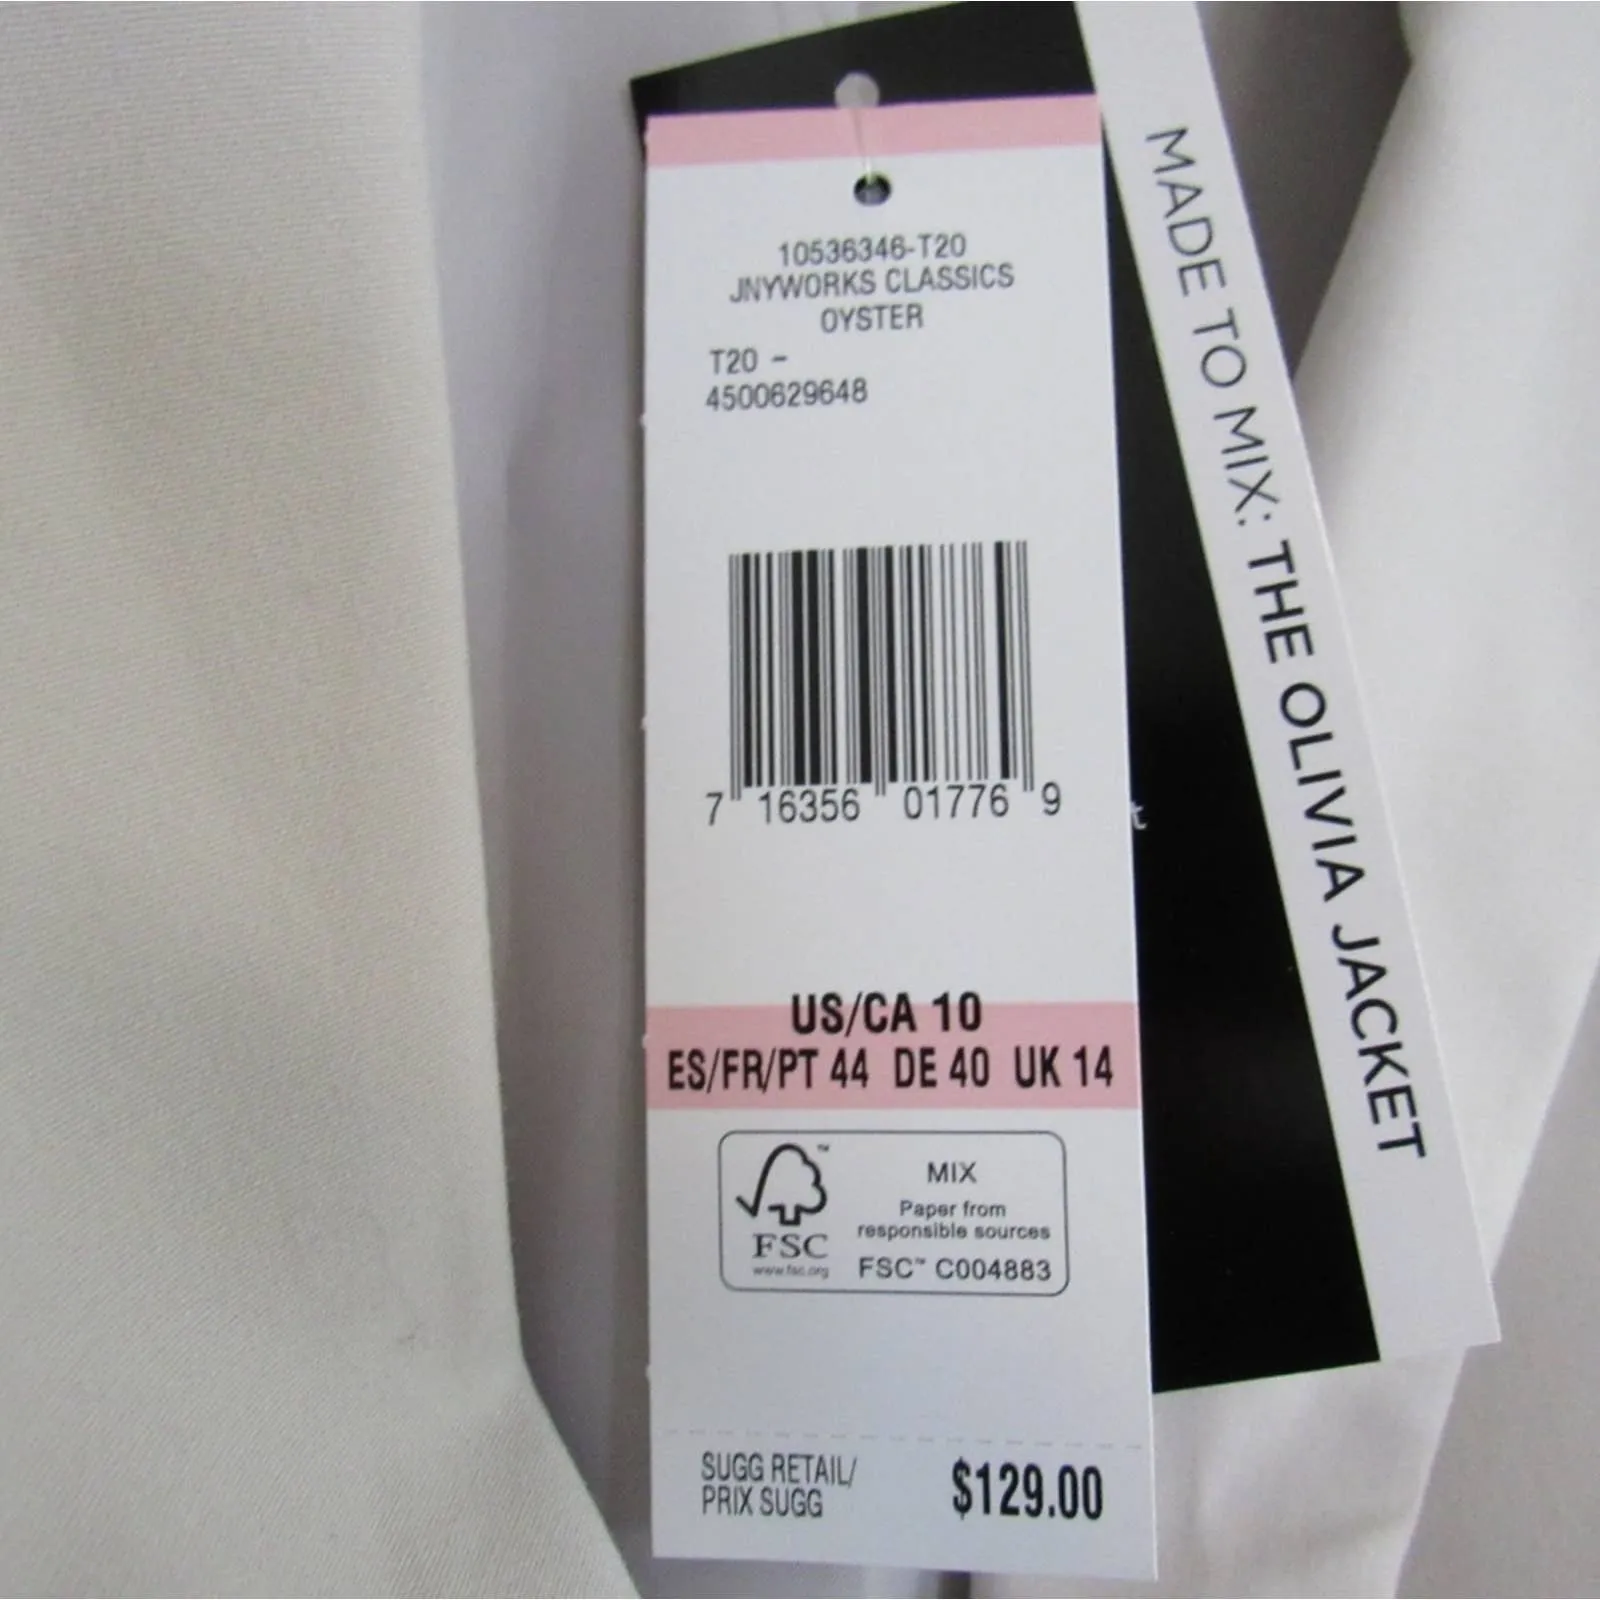 10536346-T20
JNYWORKS CLASSICS
OYSTER
T20 -
4500629648
7 16356 01776 9
US/CA 10
ES/FR/PT 44 DE 40 UK 14
FSC™
www.fsc.org
MIX
Paper from
responsible sources
FSC™ C004883
SUGG RETAIL/
PRIX SUGG
$129.00
MADE TO MIX: THE OLIVIA JACKET